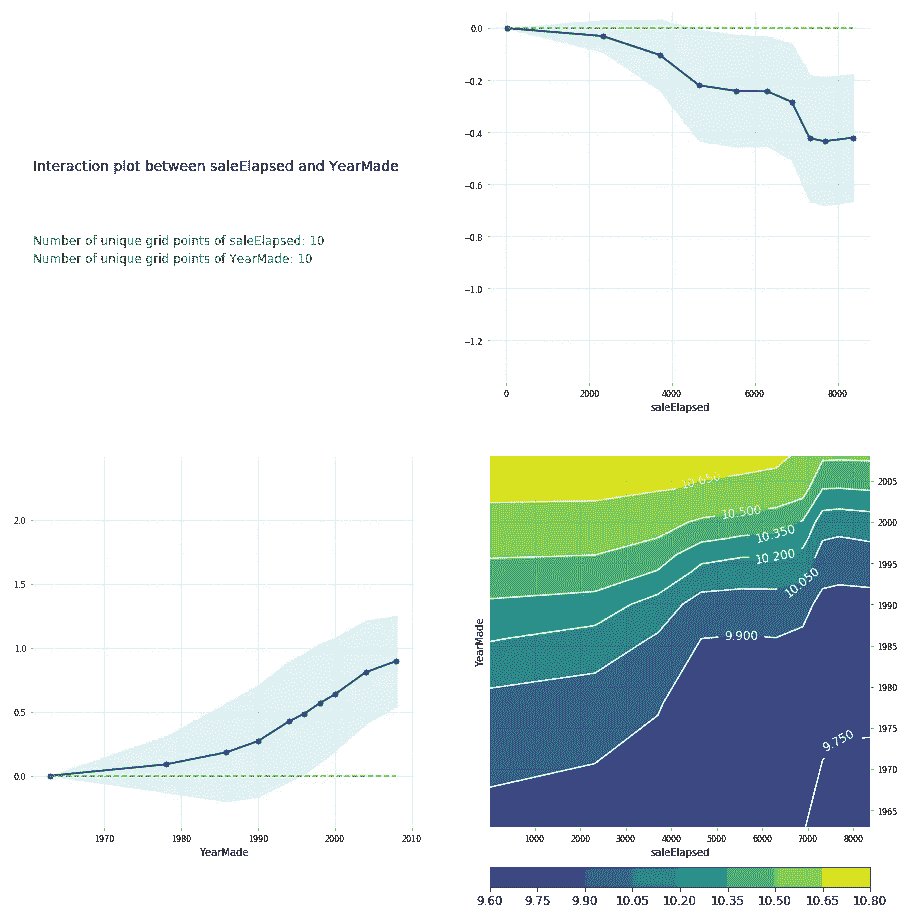 Interaction plot between saleElapsed and YearMade
Number of unique grid points of saleElapsed: 10
Number of unique grid points of YearMade: 10
0.0
−0.2
−0.4
−0.6
−0.8
−1.0
−1.2
0 2000 4000 6000 8000
saleElapsed
2.0
1.5
1.0
0.5
0.0
1970 1980 1990 2000 2010
YearMade
10.650
10.500
10.350
10.200
10.050
9.900
9.750
YearMade
2005
2000
1995
1990
1985
1980
1975
1970
1965
1000 2000 3000 4000 5000 6000 7000 8000
saleElapsed
9.60 9.75 9.90 10.05 10.20 10.35 10.50 10.65 10.80